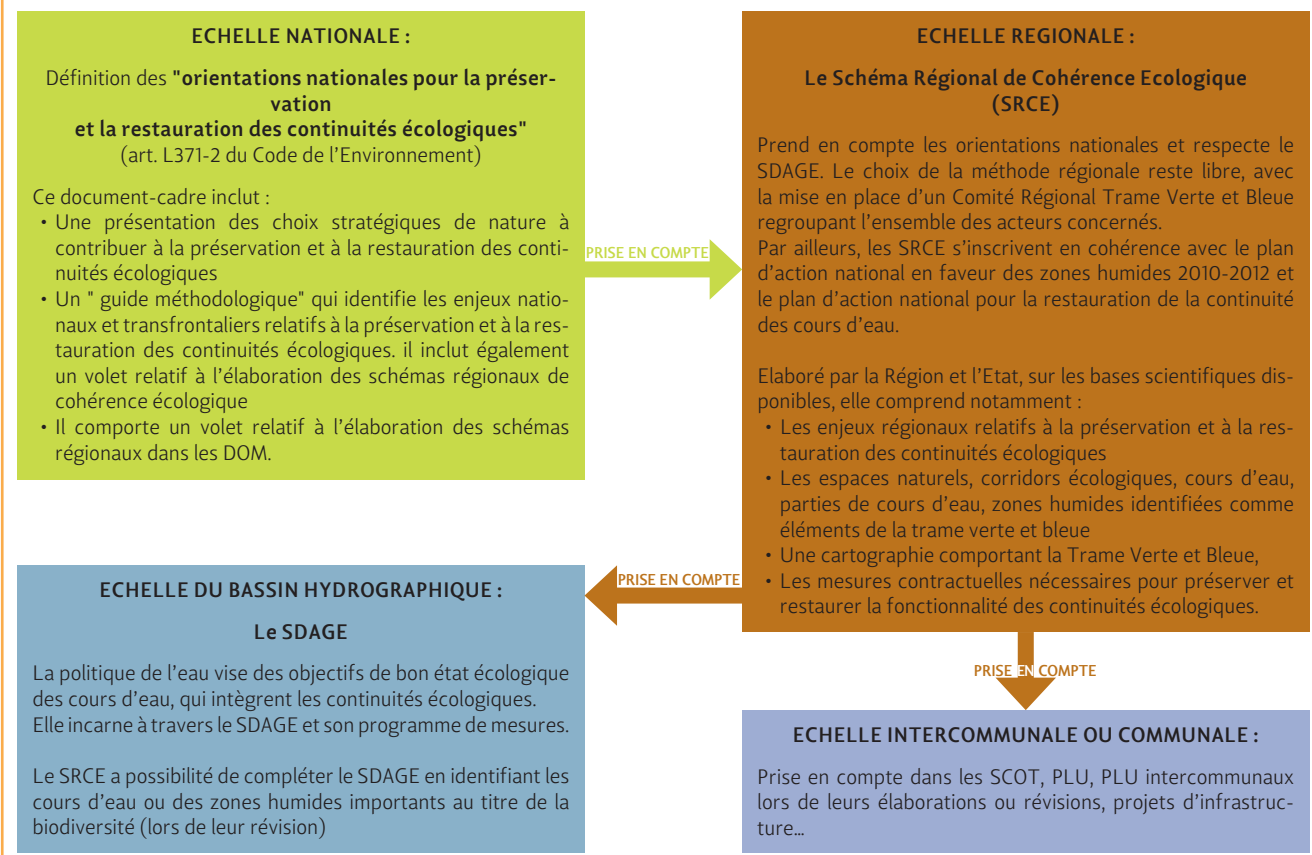 ECHELLE NATIONALE :
Définition des "orientations nationales pour la préser-
vation
et la restauration des continuités écologiques"
(art. L371-2 du Code de l'Environnement)
Ce document-cadre inclut :
• Une présentation des choix stratégiques de nature à
contribuer à la préservation et à la restauration des conti-
nuités écologiques
• Un " guide méthodologique" qui identifie les enjeux natio-
naux et transfrontaliers relatifs à la préservation et à la res-
tauration des continuités écologiques. il inclut également
un volet relatif à l'élaboration des schémas régionaux de
cohérence écologique
• Il comporte un volet relatif à l'élaboration des schémas
régionaux dans les DOM.
PRISE EN COMPTE
ECHELLE REGIONALE :
Le Schéma Régional de Cohérence Ecologique
(SRCE)
Prend en compte les orientations nationales et respecte le
SDAGE. Le choix de la méthode régionale reste libre, avec
la mise en place d'un Comité Régional Trame Verte et Bleue
regroupant l'ensemble des acteurs concernés.
Par ailleurs, les SRCE s'inscrivent en cohérence avec le plan
d'action national en faveur des zones humides 2010-2012 et
le plan d'action national pour la restauration de la continuité
des cours d'eau.
Elaboré par la Région et l'Etat, sur les bases scientifiques dis-
ponibles, elle comprend notamment :
• Les enjeux régionaux relatifs à la préservation et à la res-
tauration des continuités écologiques
• Les espaces naturels, corridors écologiques, cours d'eau,
parties de cours d'eau, zones humides identifiées comme
éléments de la trame verte et bleue
• Une cartographie comportant la Trame Verte et Bleue,
• Les mesures contractuelles nécessaires pour préserver et
restaurer la fonctionnalité des continuités écologiques.
PRISE EN COMPTE
ECHELLE DU BASSIN HYDROGRAPHIQUE :
Le SDAGE
La politique de l'eau vise des objectifs de bon état écologique
des cours d'eau, qui intègrent les continuités écologiques.
Elle incarne à travers le SDAGE et son programme de mesures.
Le SRCE a possibilité de compléter le SDAGE en identifiant les
cours d'eau ou des zones humides importants au titre de la
biodiversité (lors de leur révision)
PRISE EN COMPTE
ECHELLE INTERCOMMUNALE OU COMMUNALE :
Prise en compte dans les SCOT, PLU, PLU intercommunaux
lors de leurs élaborations ou révisions, projets d'infrastruc-
ture...